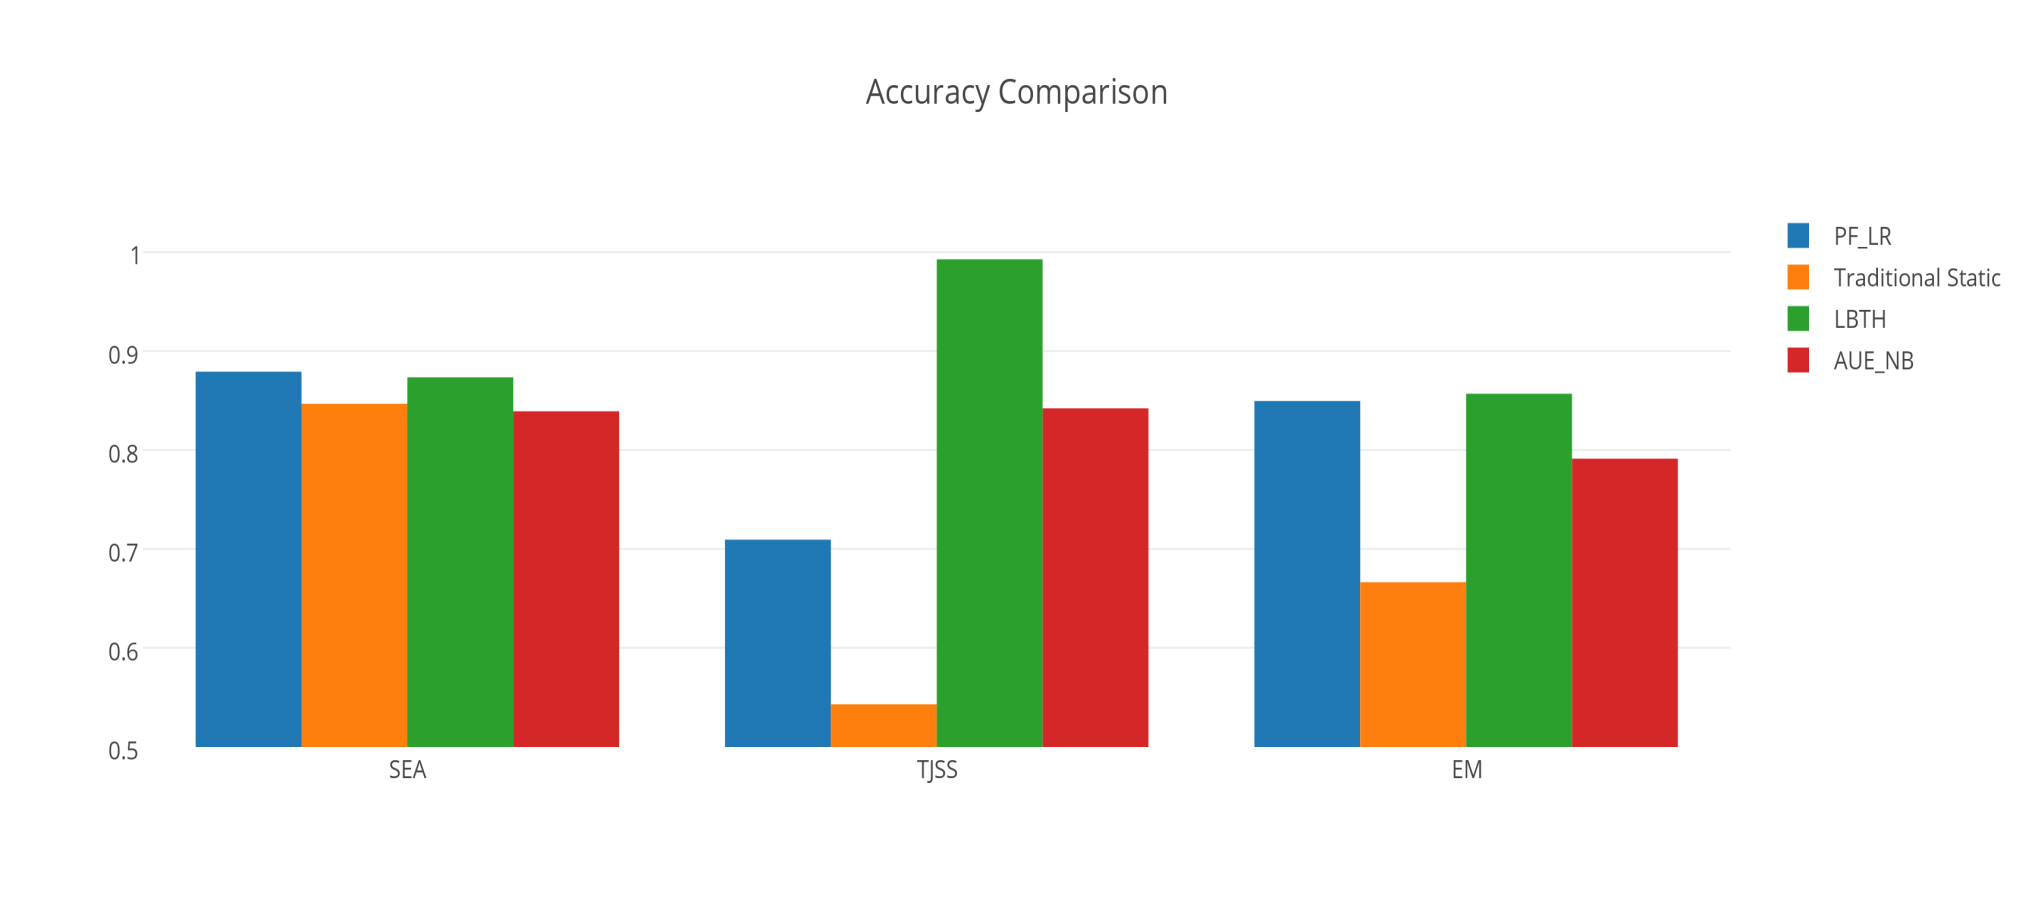 Accuracy Comparison
1
0.9
0.8
0.7
0.6
0.5
SEA
TJSS
EM
PF_LR
Traditional Static
LBTH
AUE_NB